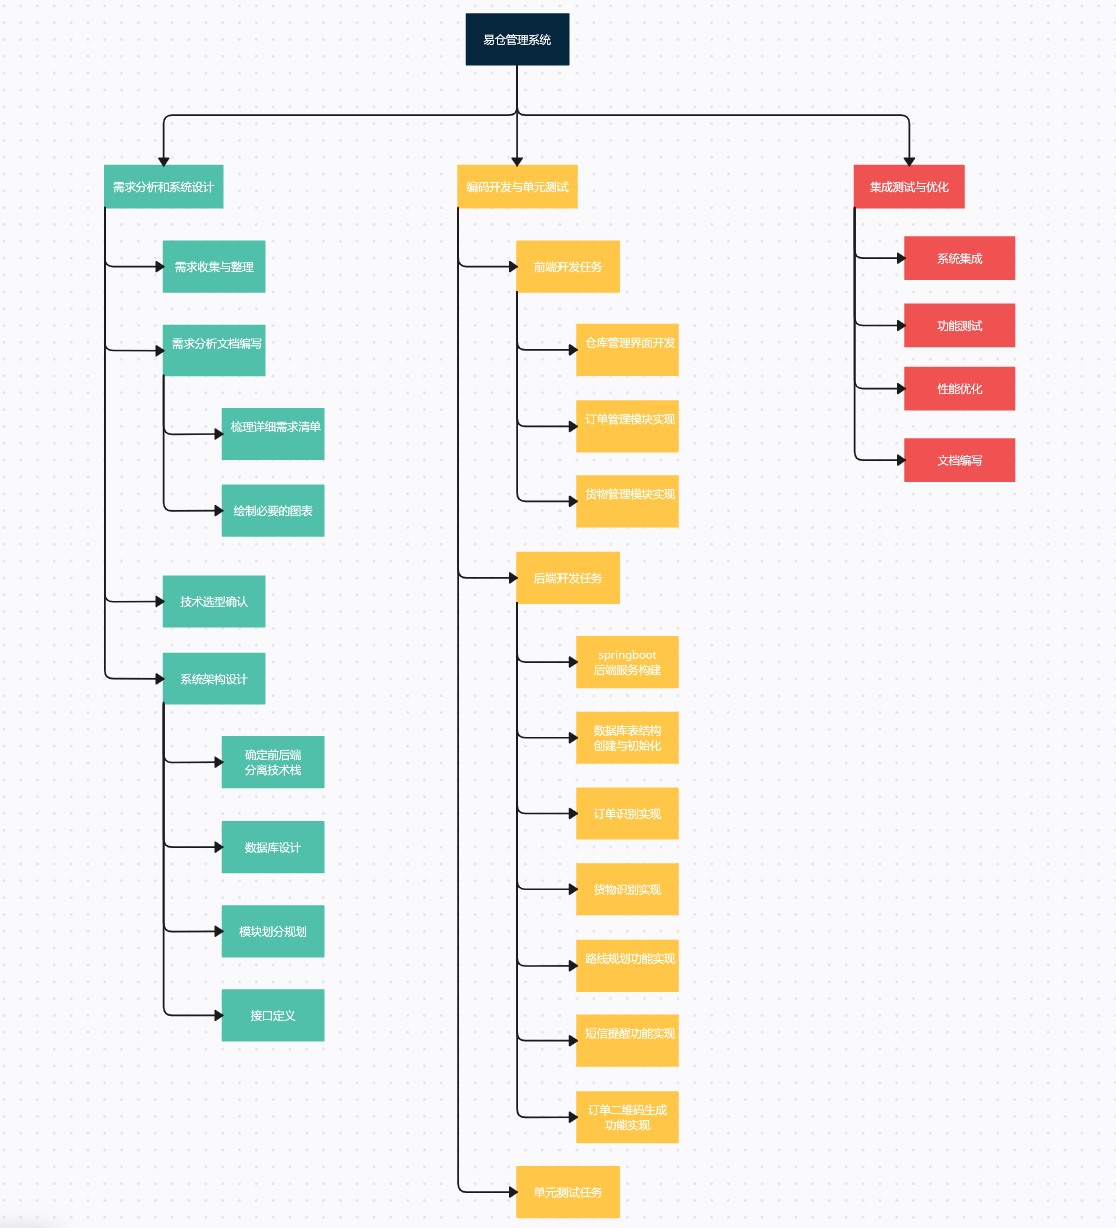 易仓管理系统
需求分析和系统设计
需求收集与整理
需求分析文档编写
梳理详细需求清单
绘制必要的图表
技术选型确认
系统架构设计
确定前后端
分离技术栈
数据库设计
模块划分规划
接口定义
编码开发与单元测试
前端开发任务
仓库管理界面开发
订单管理模块实现
货物管理模块实现
后端开发任务
springboot
后端服务构建
数据库表结构
创建与初始化
订单识别实现
货物识别实现
路线规划功能实现
短信提醒功能实现
订单二维码生成
功能实现
单元测试任务
集成测试与优化
系统集成
功能测试
性能优化
文档编写